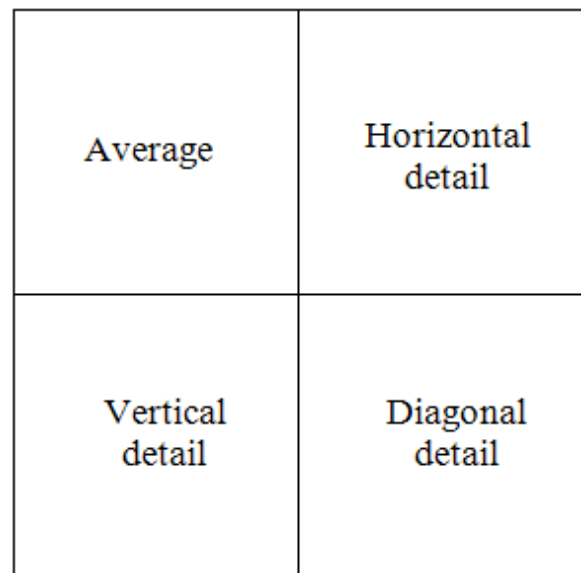 Average
Horizontal
detail
Vertical
detail
Diagonal
detail